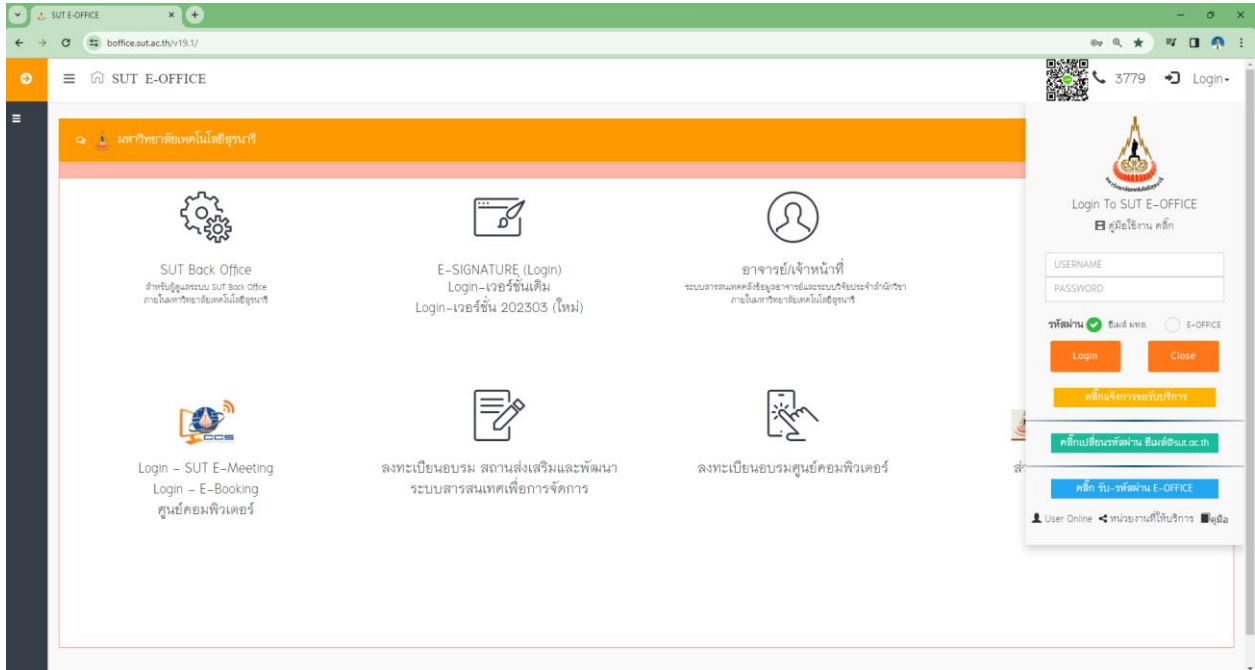 SUT E-OFFICE
boffice.sut.ac.th/v19.1/
SUT E-OFFICE
3779
Login
มหาวิทยาลัยเทคโนโลยีสุรนารี
Login To SUT E-OFFICE
คู่มือใช้งาน คลิ๊ก
USERNAME
PASSWORD
รหัสผ่าน อีเมล์ มทส. E-OFFICE
Login Close
คลิ๊กแจ้งการขอรับบริการ
คลิ๊กเปลี่ยนรหัสผ่าน อีเมล์@sut.ac.th
คลิ๊ก รับ-รหัสผ่าน E-OFFICE
User Online หน่วยงานที่ให้บริการ คู่มือ
SUT Back Office
สำหรับผู้ดูแลระบบ SUT Back Office
ภายในมหาวิทยาลัยเทคโนโลยีสุรนารี
E-SIGNATURE (Login)
Login-เวอร์ชั่นเดิม
Login-เวอร์ชั่น 202303 (ใหม่)
อาจารย์/เจ้าหน้าที่
ระบบสารสนเทศคลังข้อมูลอาจารย์และระบบวิจัยประจำสำนักวิชา
ภายในมหาวิทยาลัยเทคโนโลยีสุรนารี
CCS
Login - SUT E-Meeting
Login - E-Booking
ศูนย์คอมพิวเตอร์
ลงทะเบียนอบรม สถานส่งเสริมและพัฒนา
ระบบสารสนเทศเพื่อการจัดการ
ลงทะเบียนอบรมศูนย์คอมพิวเตอร์